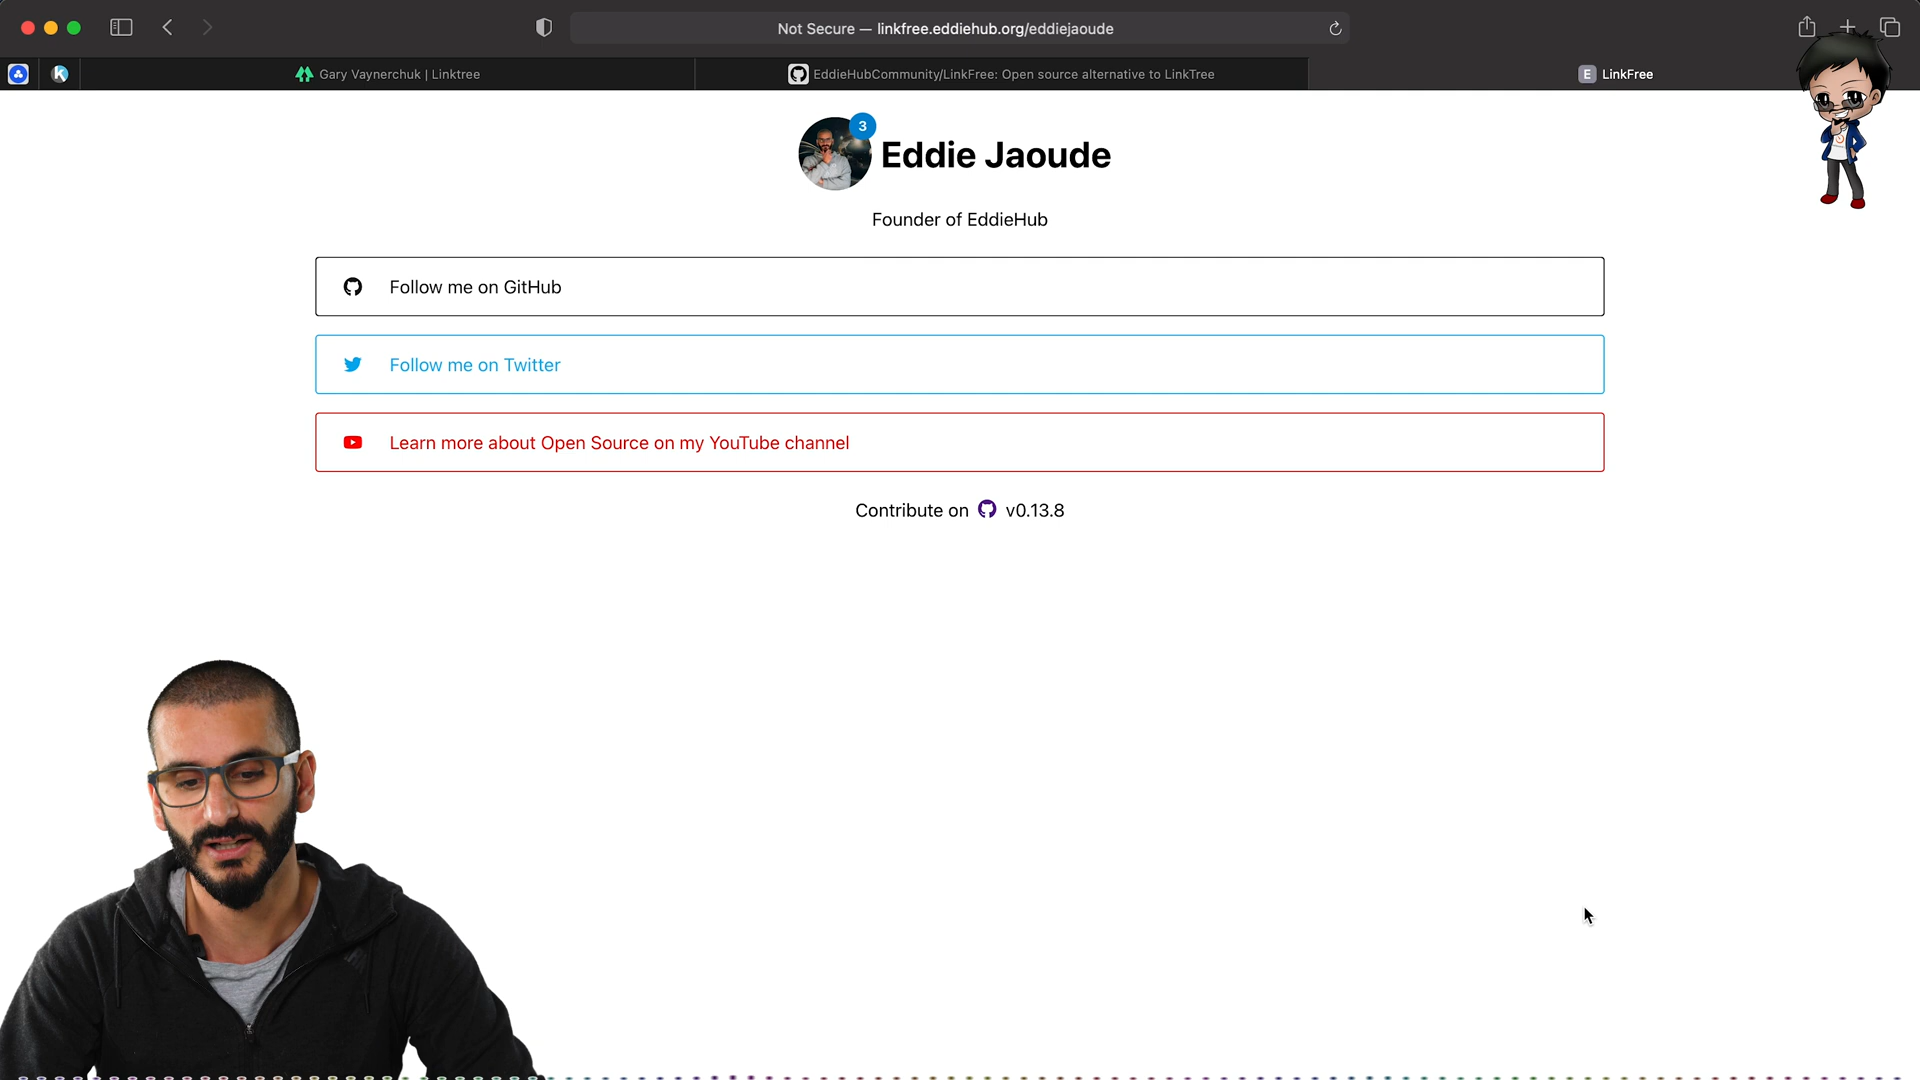 Not Secure — linkfree.eddiehub.org/eddiejaoude
Gary Vaynerchuk | Linktree
EddieHubCommunity/LinkFree: Open source alternative to LinkTree
E LinkFree
3
Eddie Jaoude
Founder of EddieHub
Follow me on GitHub
Follow me on Twitter
Learn more about Open Source on my YouTube channel
Contribute on v0.13.8